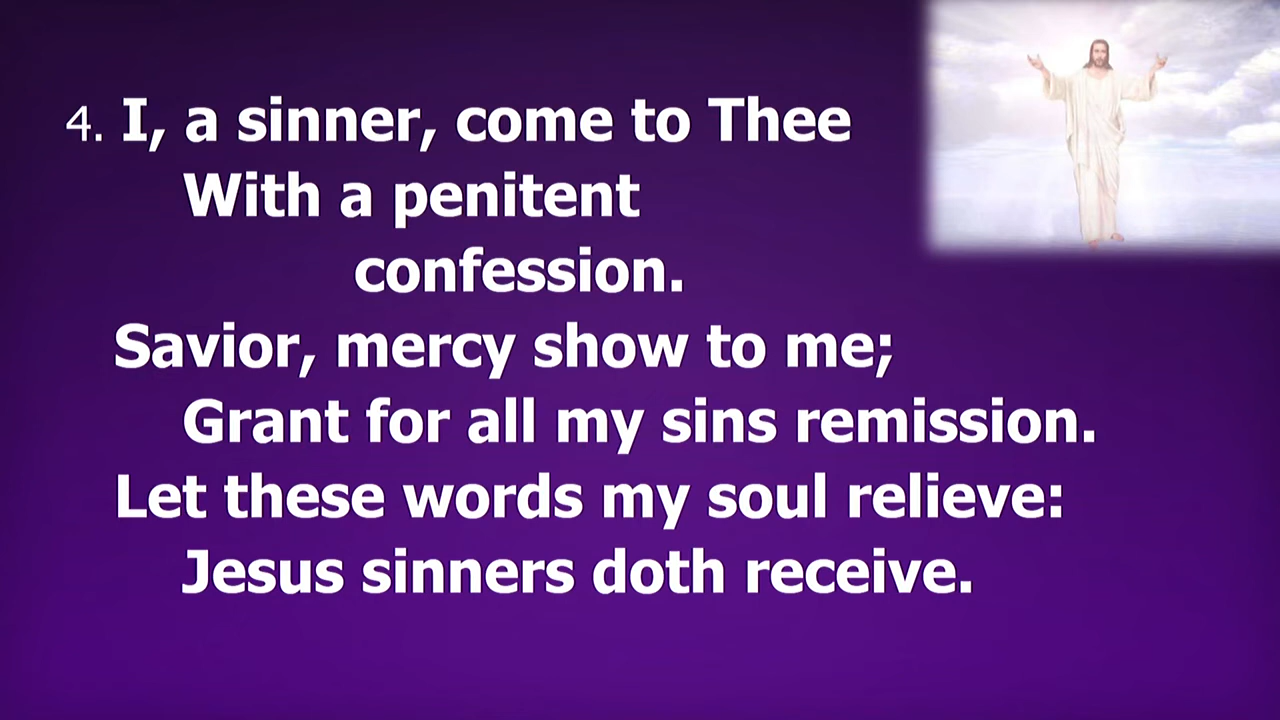 4. I, a sinner, come to Thee
With a penitent
confession.
Savior, mercy show to me;
Grant for all my sins remission.
Let these words my soul relieve:
Jesus sinners doth receive.